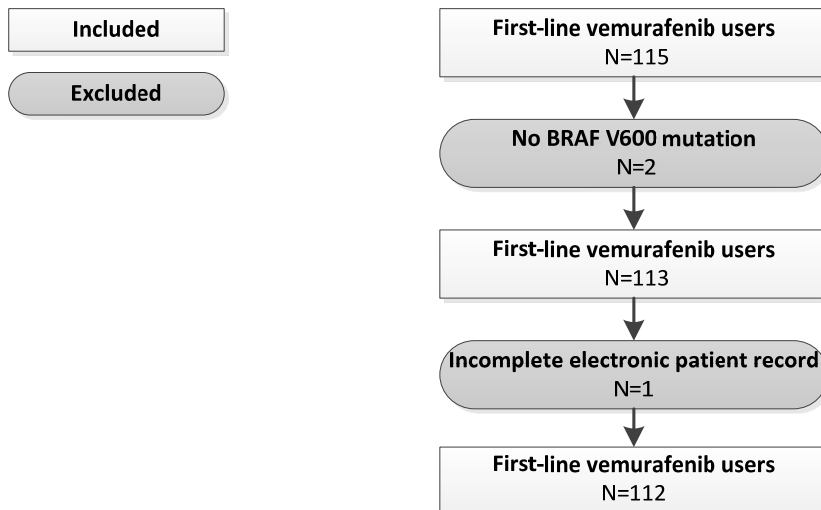 Included
Excluded
First-line vemurafenib users
N=115
No BRAF V600 mutation
N=2
First-line vemurafenib users
N=113
Incomplete electronic patient record
N=1
First-line vemurafenib users
N=112